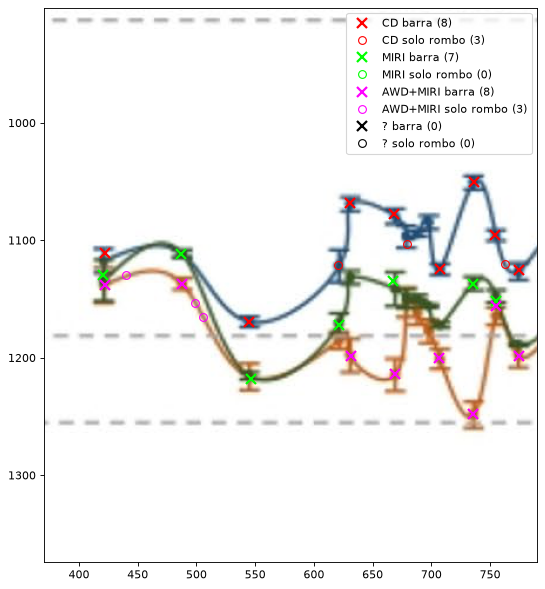 CD barra (8)
CD solo rombo (3)
MIRI barra (7)
MIRI solo rombo (0)
AWD+MIRI barra (8)
AWD+MIRI solo rombo (3)
? barra (0)
? solo rombo (0)
1000
1100
1200
1300
400 450 500 550 600 650 700 750